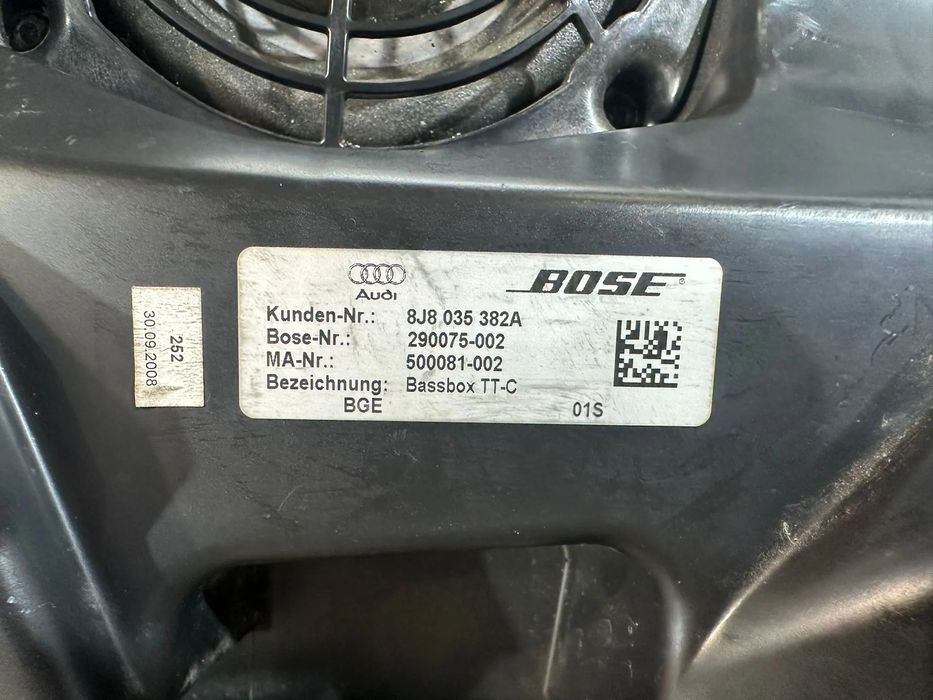 Audi
BOSE
Kunden-Nr.: 8J8 035 382A
Bose-Nr.: 290075-002
MA-Nr.: 500081-002
Bezeichnung: Bassbox TT-C
BGE 01S
252
30.09.2008